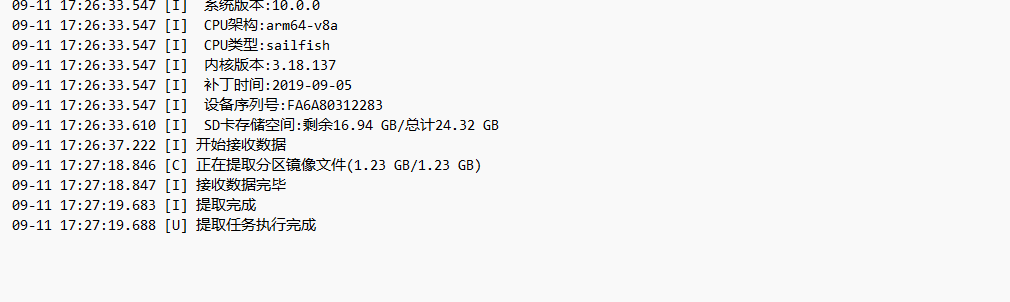 09-11 17:26:33.547 [I]  系统版本:10.0.0
09-11 17:26:33.547 [I]  CPU架构:arm64-v8a
09-11 17:26:33.547 [I]  CPU类型:sailfish
09-11 17:26:33.547 [I]  内核版本:3.18.137
09-11 17:26:33.547 [I]  补丁时间:2019-09-05
09-11 17:26:33.547 [I]  设备序列号:FA6A80312283
09-11 17:26:33.610 [I]  SD卡存储空间:剩余16.94 GB/总计24.32 GB
09-11 17:26:37.222 [I] 开始接收数据
09-11 17:27:18.846 [C] 正在提取分区镜像文件(1.23 GB/1.23 GB)
09-11 17:27:18.847 [I] 接收数据完毕
09-11 17:27:19.683 [I] 提取完成
09-11 17:27:19.688 [U] 提取任务执行完成